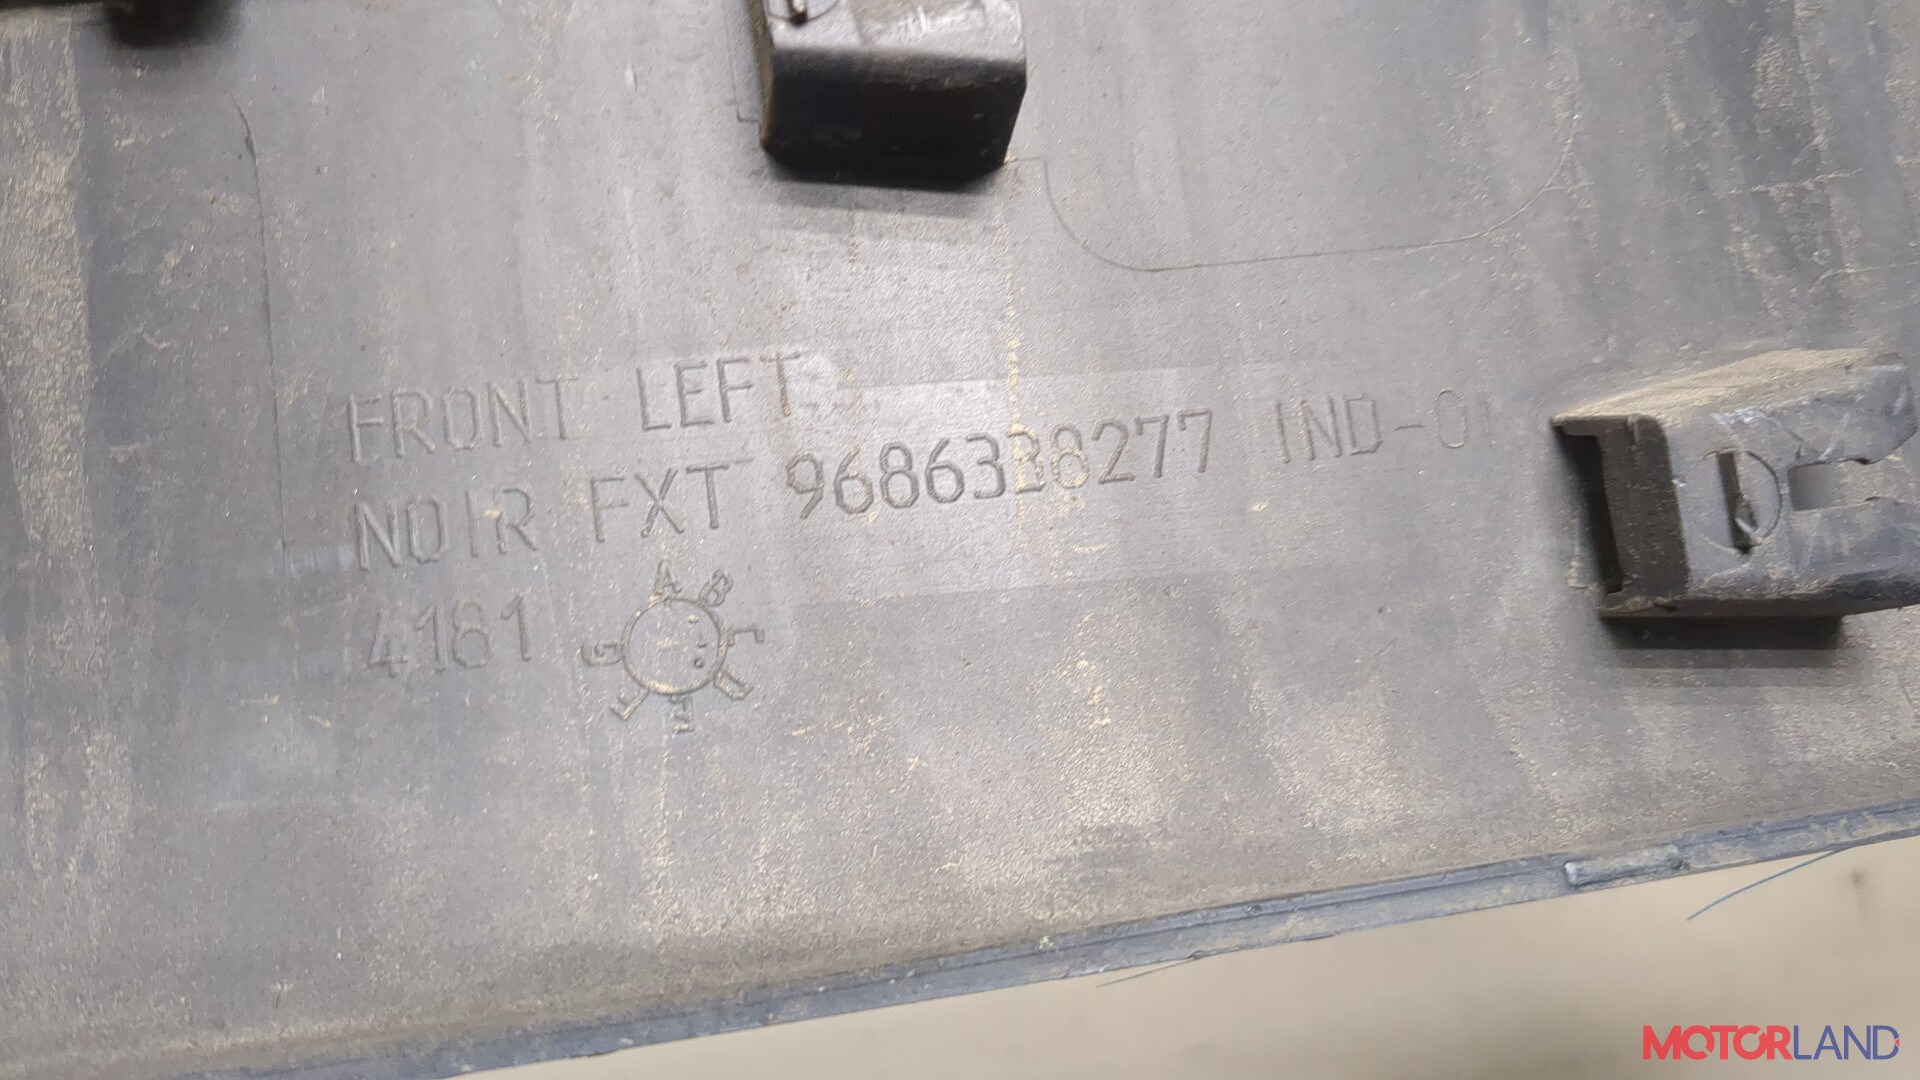 FRONT LEFT
NOIR FXT 9686338277 IND-01
4181
A B C D E F G
MOTORLAND